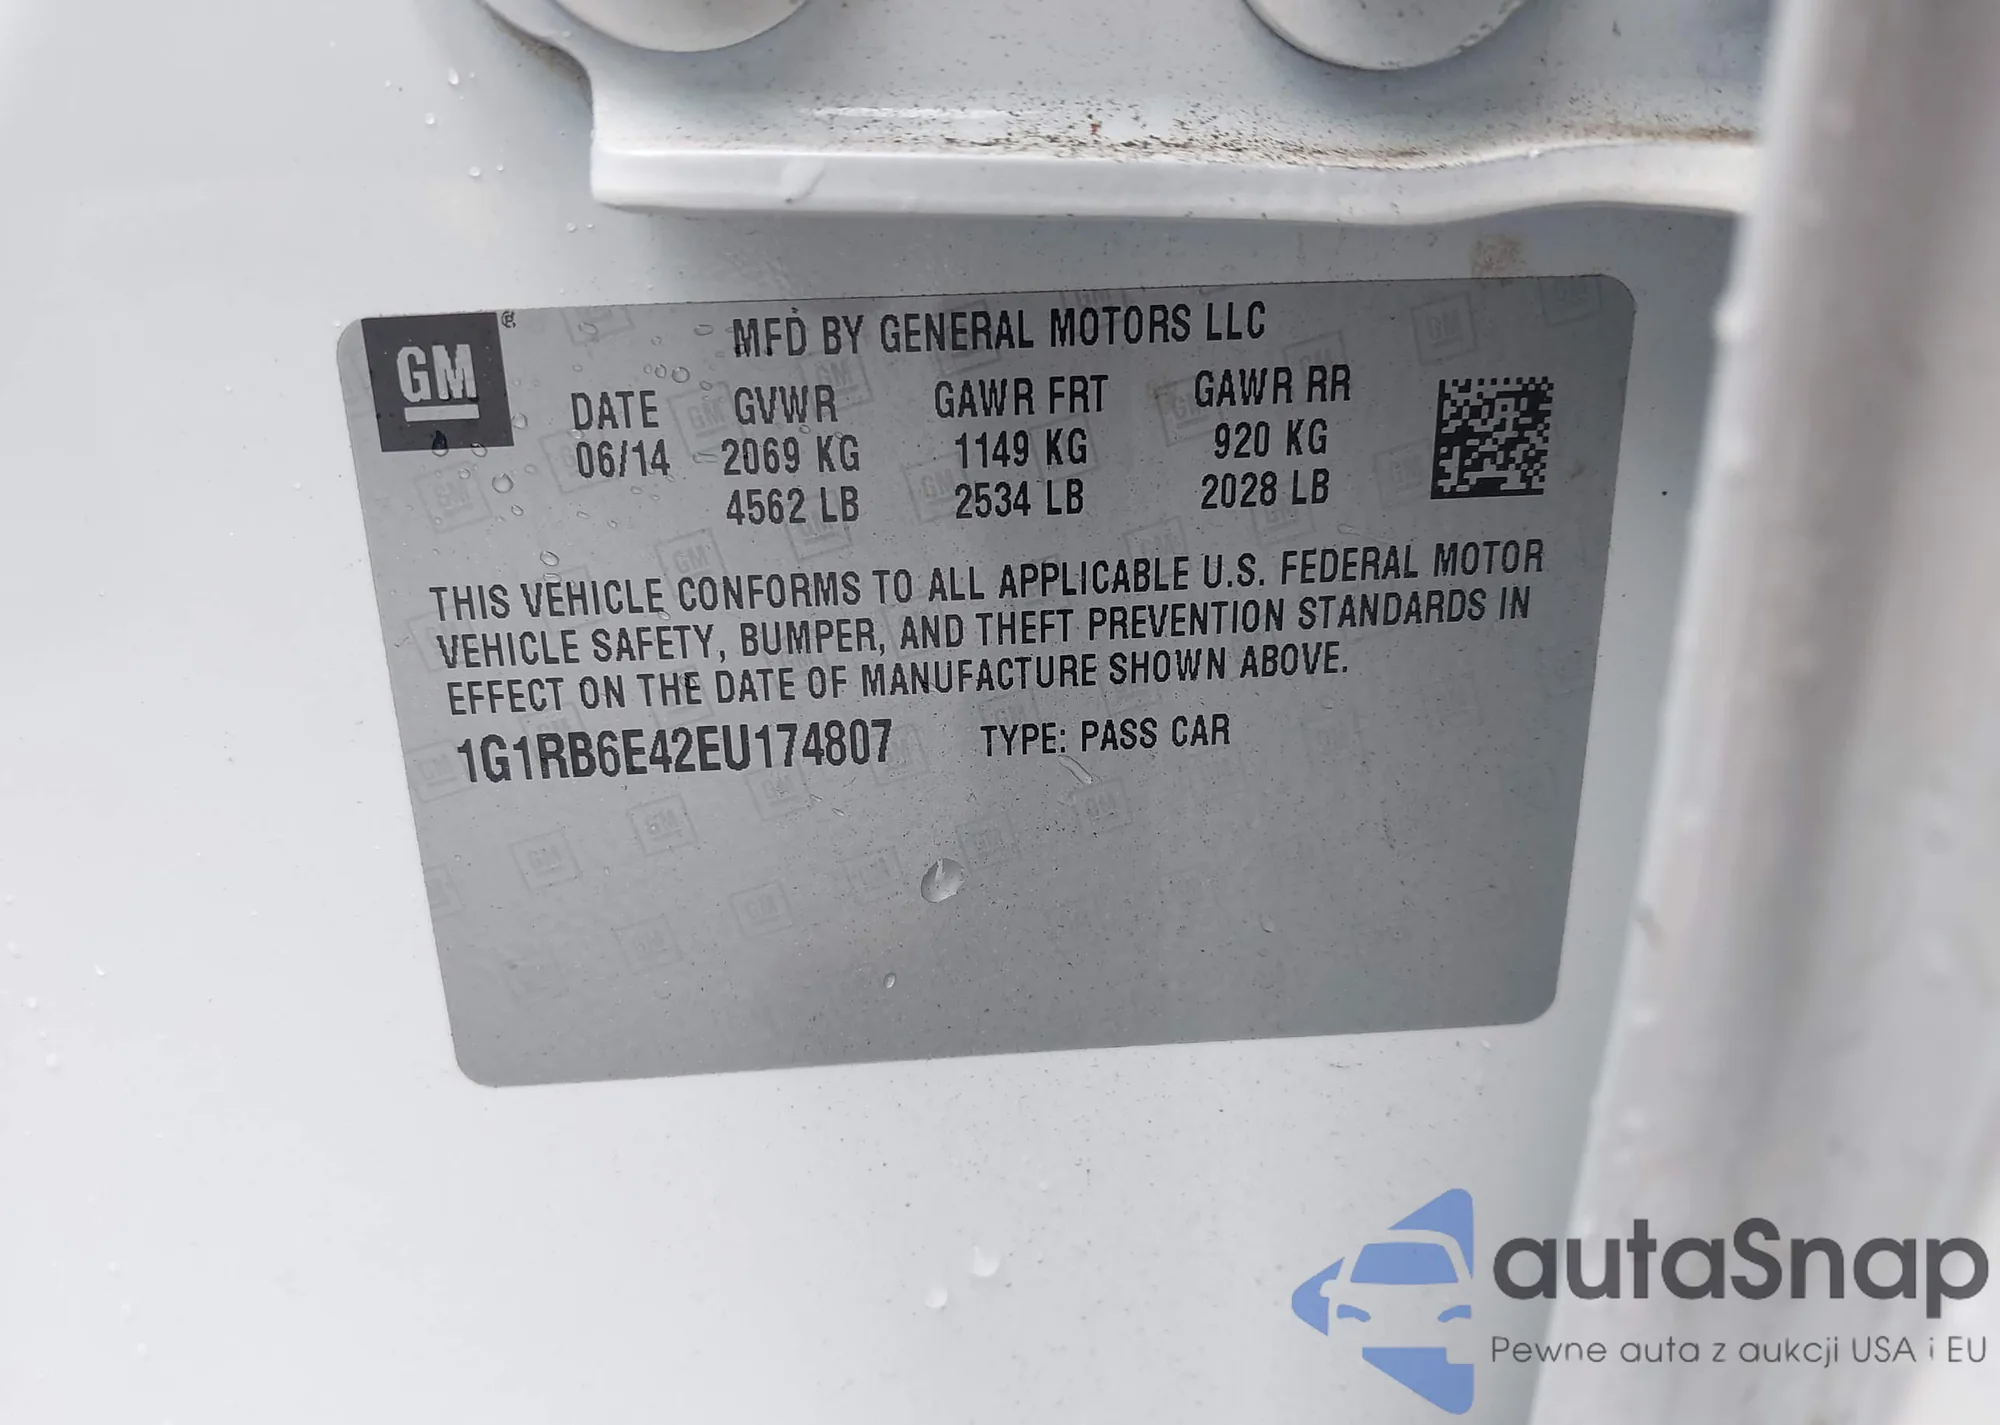 GM ®
MFD BY GENERAL MOTORS LLC
DATE GVWR GAWR FRT GAWR RR
06/14 2069 KG 1149 KG 920 KG
4562 LB 2534 LB 2028 LB
THIS VEHICLE CONFORMS TO ALL APPLICABLE U.S. FEDERAL MOTOR
VEHICLE SAFETY, BUMPER, AND THEFT PREVENTION STANDARDS IN
EFFECT ON THE DATE OF MANUFACTURE SHOWN ABOVE.
1G1RB6E42EU174807 TYPE: PASS CAR
autaSnap
Pewne auta z aukcji USA i EU